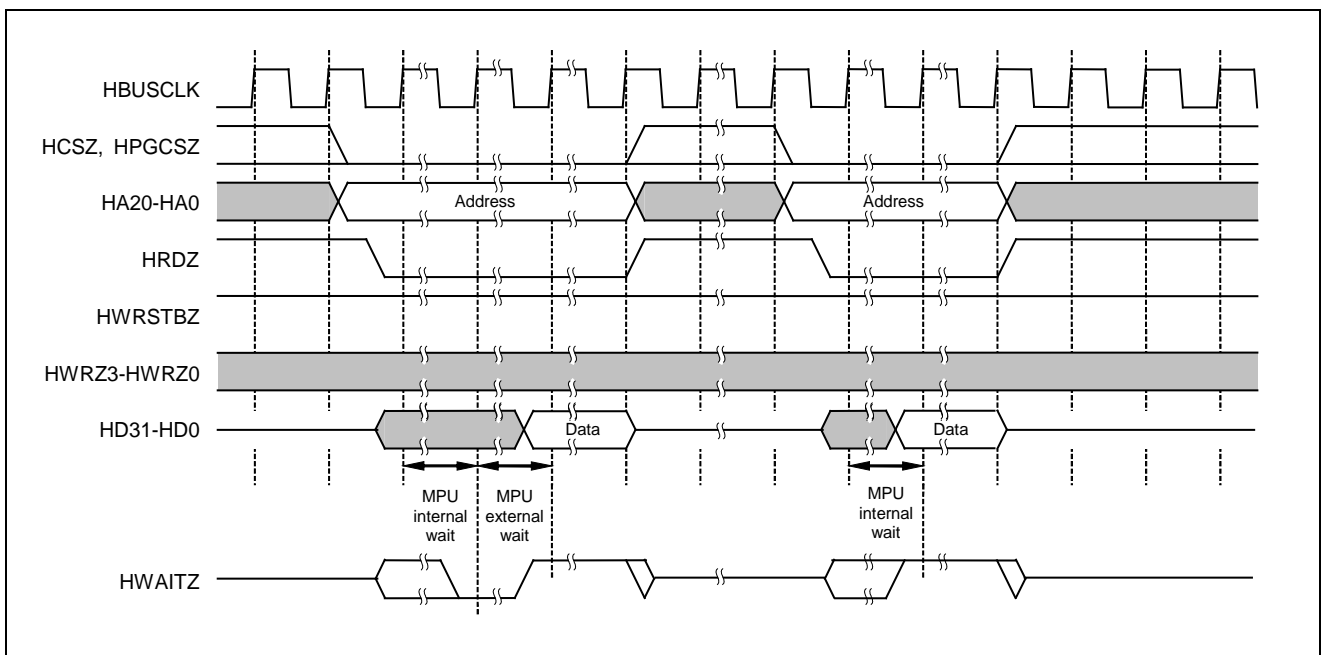 HBUSCLK
HCSZ, HPGCSZ
HA20-HA0
Address
Address
HRDZ
HWRSTBZ
HWRZ3-HWRZ0
HD31-HD0
Data
Data
MPU
internal
wait
MPU
external
wait
MPU
internal
wait
HWAITZ